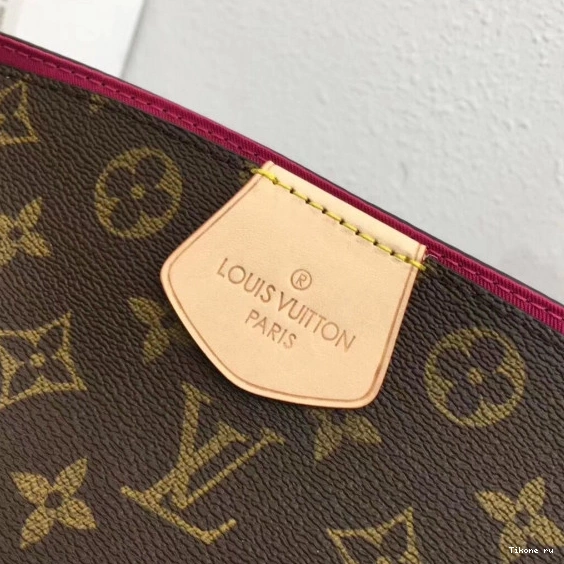 ®
LOUIS VUITTON
PARIS
LV
Tikone ru